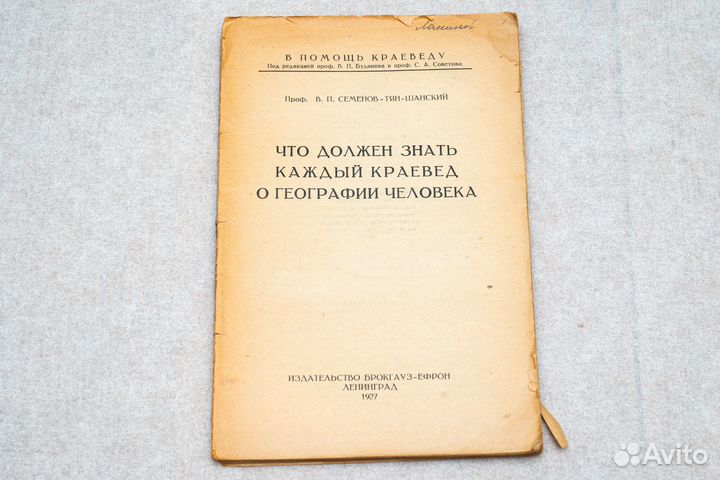 В ПОМОЩЬ КРАЕВЕДУ
Под редакцией проф. В. П. Буданова и проф. С. А. Советова.
Проф. В. П. СЕМЕНОВ-ТЯН-ШАНСКИЙ
ЧТО ДОЛЖЕН ЗНАТЬ
КАЖДЫЙ КРАЕВЕД
О ГЕОГРАФИИ ЧЕЛОВЕКА
ИЗДАТЕЛЬСТВО БРОКГАУЗ-ЕФРОН
ЛЕНИНГРАД
1927
Avito